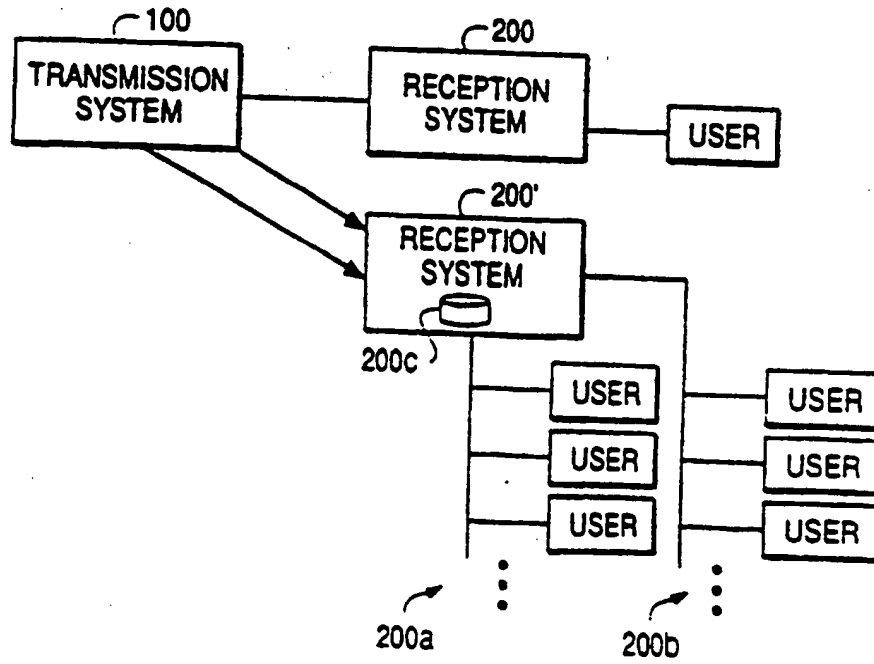 100
TRANSMISSION
SYSTEM
200
RECEPTION
SYSTEM
USER
200'
RECEPTION
SYSTEM
200c
USER
USER
USER
USER
USER
USER
200a
200b